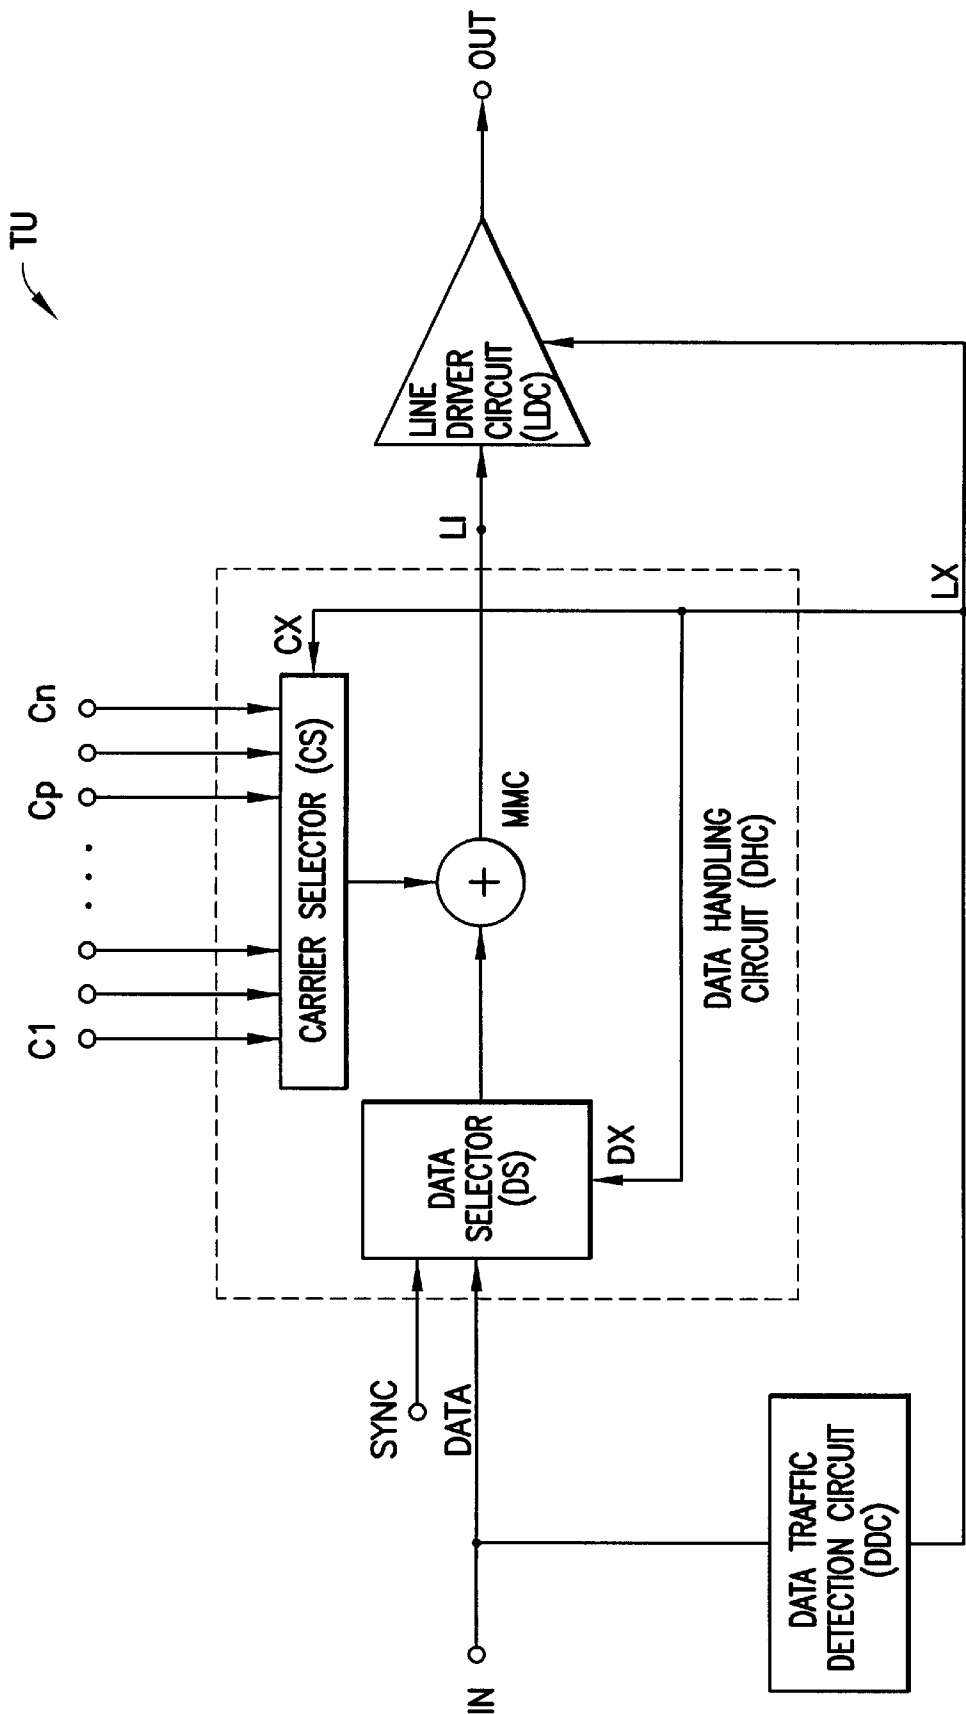 TU
C1
. . .
Cp
Cn
CARRIER SELECTOR (CS)
CX
SYNC
DATA
IN
DATA
SELECTOR
(DS)
DX
MMC
LI
LINE
DRIVER
CIRCUIT
(LDC)
OUT
DATA HANDLING
CIRCUIT (DHC)
DATA TRAFFIC
DETECTION CIRCUIT
(DDC)
LX